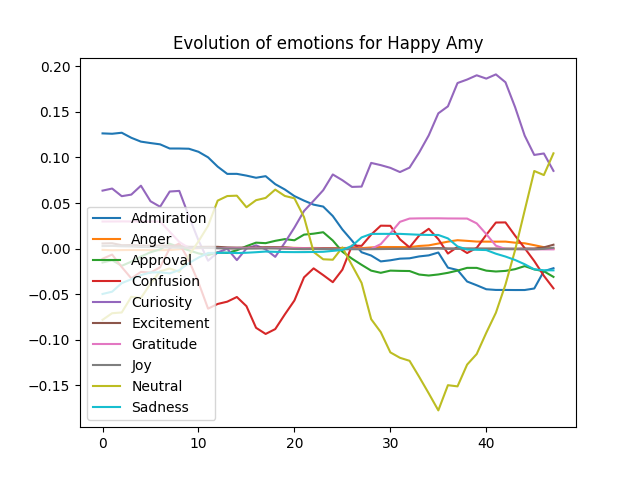 Evolution of emotions for Happy Amy
0.20
0.15
0.10
0.05
0.00
−0.05
−0.10
−0.15
Admiration
Anger
Approval
Confusion
Curiosity
Excitement
Gratitude
Joy
Neutral
Sadness
0 10 20 30 40